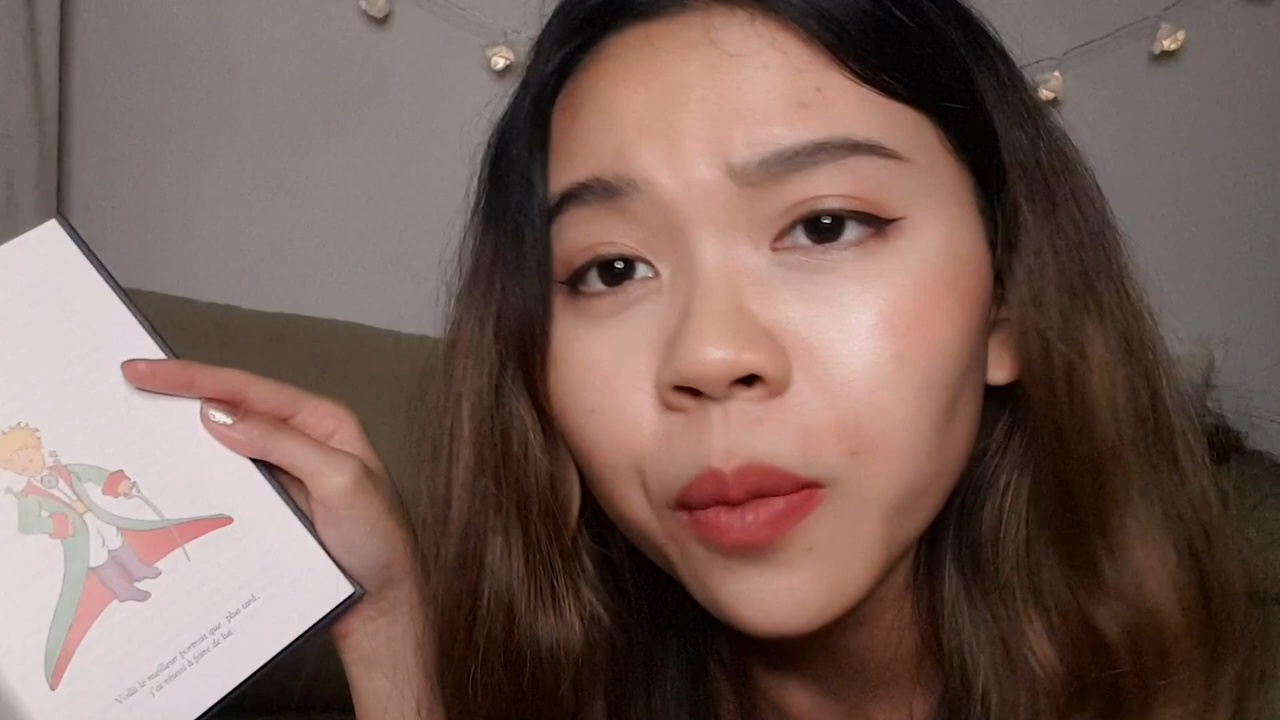 Voilà le meilleur portrait que, plus tard,
j'ai réussi à faire de lui